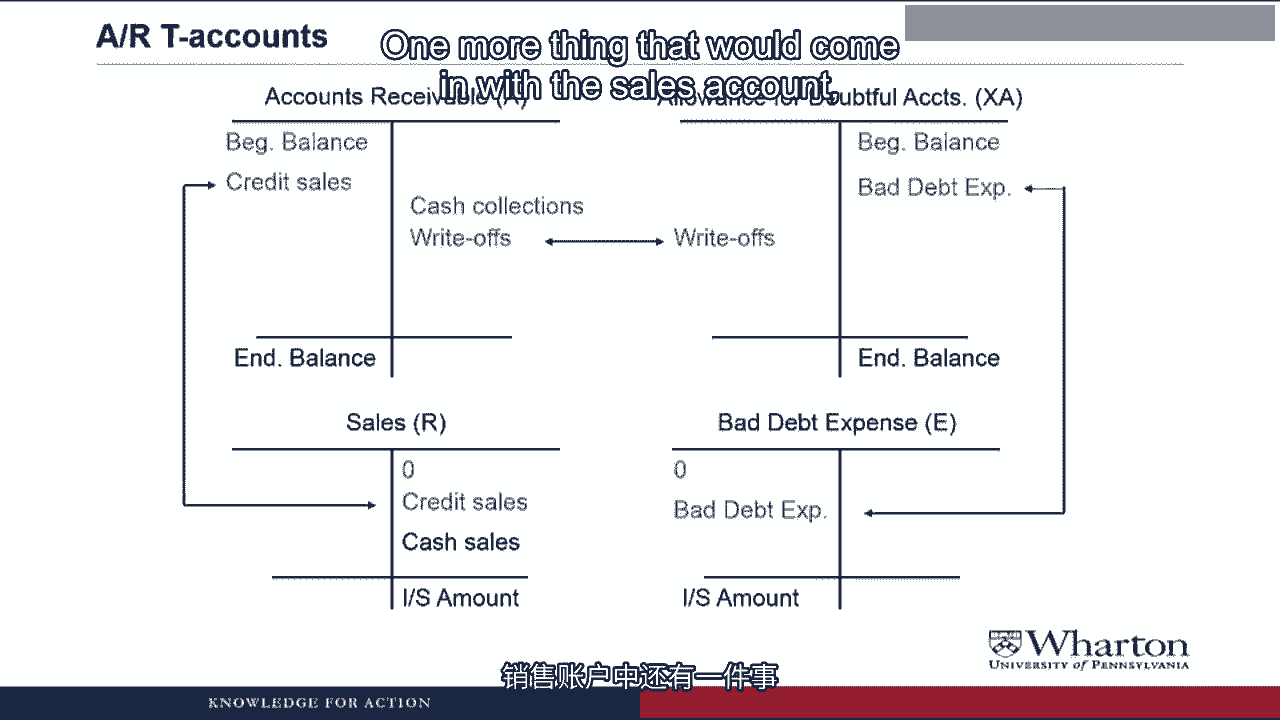 A/R T-accounts
One more thing that would come
in with the sales account,
Accounts Receivable (A)
Allowance for Doubtful Accts. (XA)
Beg. Balance
Beg. Balance
Credit sales
Bad Debt Exp.
Cash collections
Write-offs
Write-offs
End. Balance
End. Balance
Sales (R)
Bad Debt Expense (E)
0
0
Credit sales
Bad Debt Exp.
Cash sales
I/S Amount
I/S Amount
Wharton
UNIVERSITY of PENNSYLVANIA
销售账户中还有一件事
KNOWLEDGE FOR ACTION